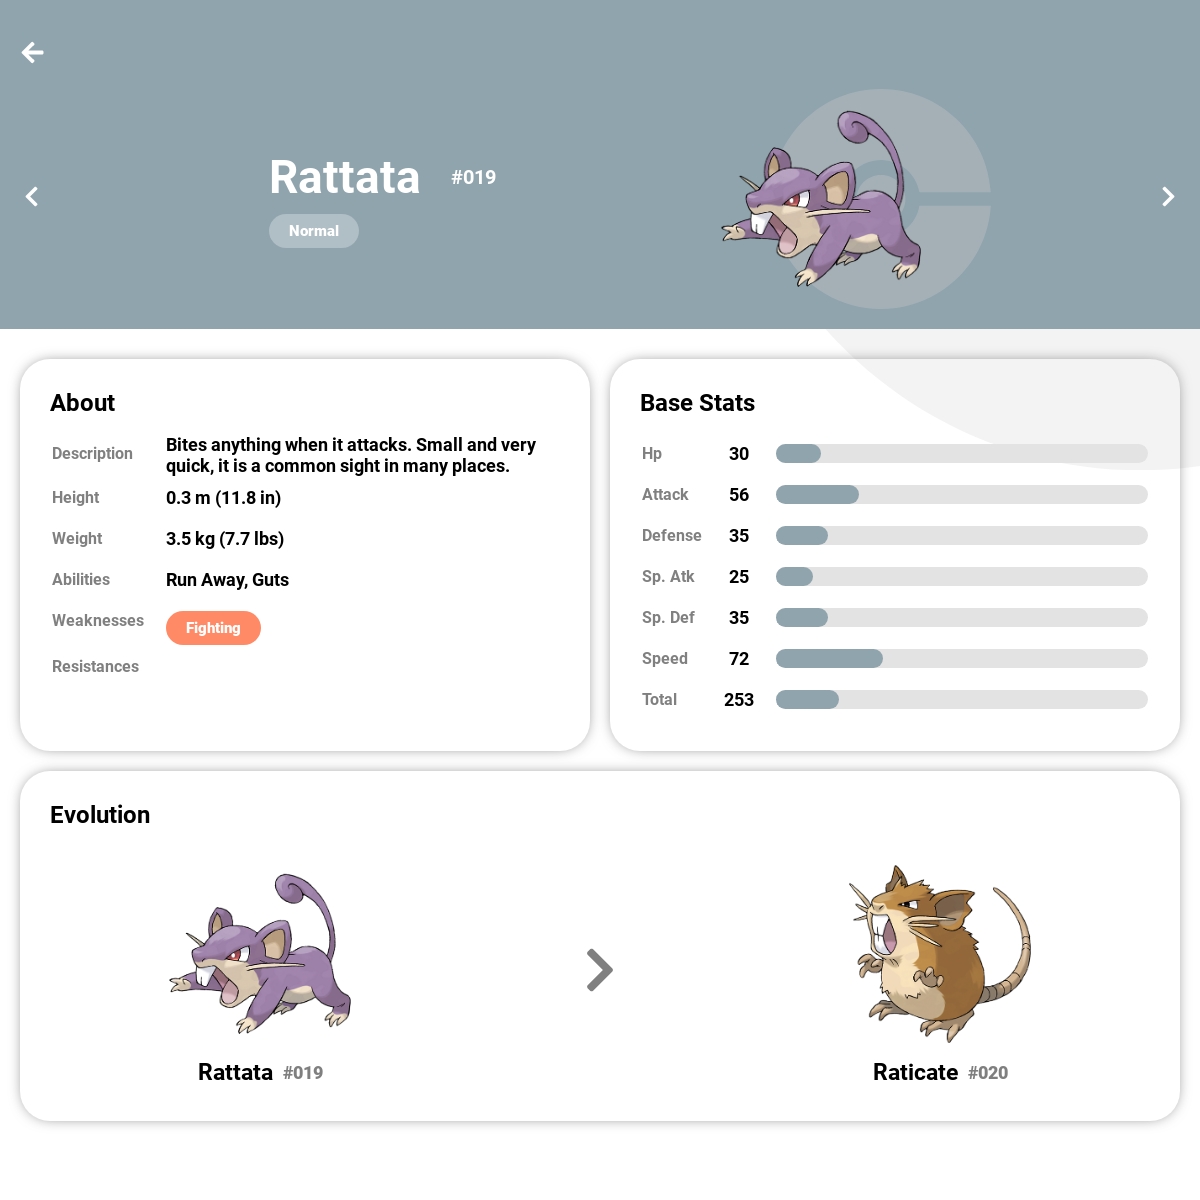 Rattata #019
Normal
About
Description Bites anything when it attacks. Small and very
quick, it is a common sight in many places.
Height 0.3 m (11.8 in)
Weight 3.5 kg (7.7 lbs)
Abilities Run Away, Guts
Weaknesses Fighting
Resistances
Base Stats
Hp 30
Attack 56
Defense 35
Sp. Atk 25
Sp. Def 35
Speed 72
Total 253
Evolution
Rattata #019
Raticate #020